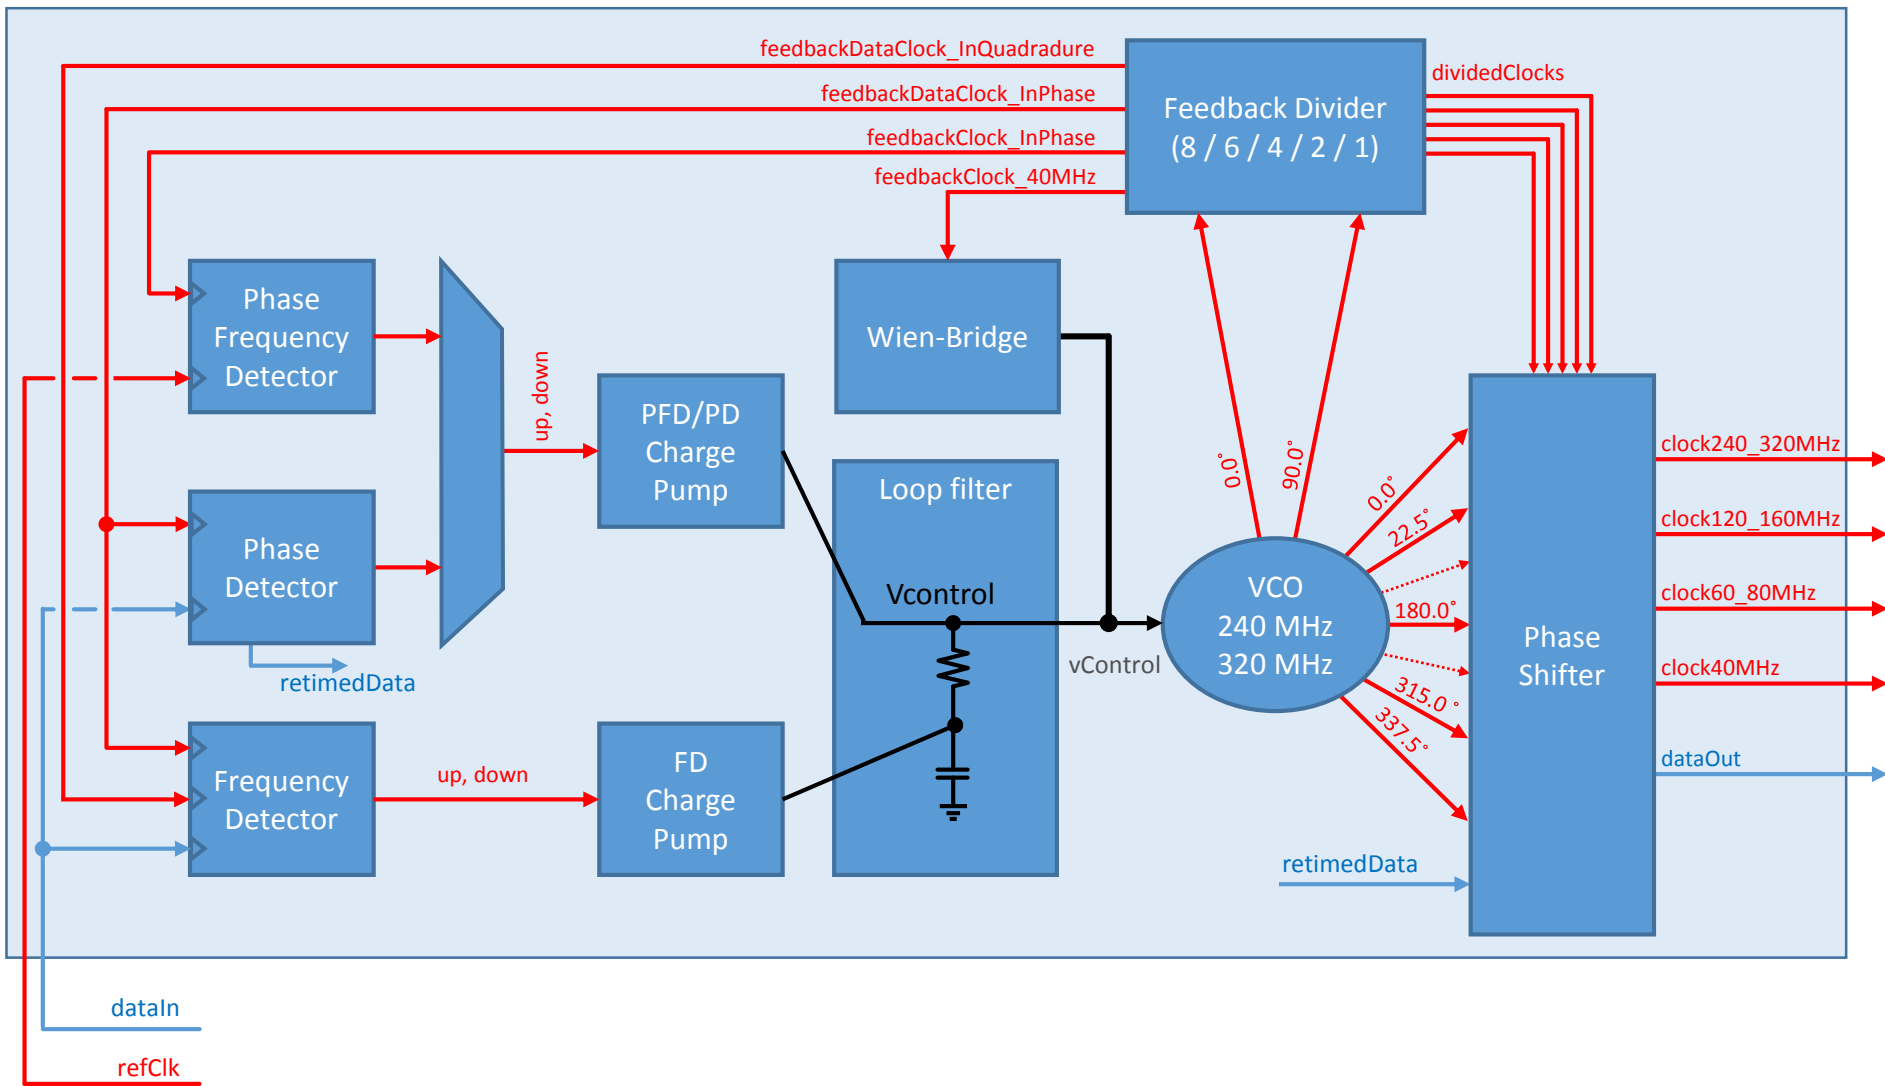 feedbackDataClock_InQuadradure
feedbackDataClock_InPhase
feedbackClock_InPhase
feedbackClock_40MHz
Feedback Divider
(8 / 6 / 4 / 2 / 1)
dividedClocks
Phase
Frequency
Detector
up, down
PFD/PD
Charge
Pump
Wien-Bridge
Loop filter
Vcontrol
vControl
0.0°
90.0°
VCO
240 MHz
320 MHz
0.0°
22.5°
180.0°
315.0 °
337.5°
Phase
Shifter
clock240_320MHz
clock120_160MHz
clock60_80MHz
clock40MHz
dataOut
Phase
Detector
retimedData
Frequency
Detector
up, down
FD
Charge
Pump
retimedData
dataIn
refClk